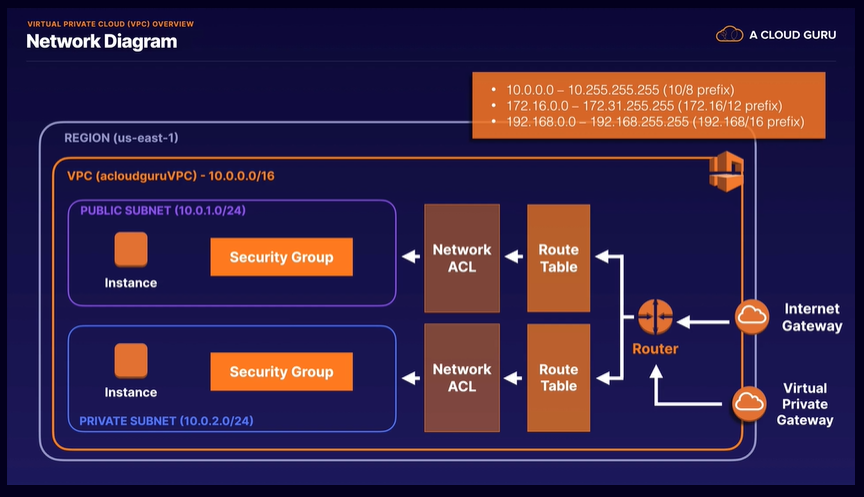 VIRTUAL PRIVATE CLOUD (VPC) OVERVIEW
Network Diagram
A CLOUD GURU
• 10.0.0.0 – 10.255.255.255 (10/8 prefix)
• 172.16.0.0 – 172.31.255.255 (172.16/12 prefix)
• 192.168.0.0 – 192.168.255.255 (192.168/16 prefix)
REGION (us-east-1)
VPC (acloudguruVPC) - 10.0.0.0/16
PUBLIC SUBNET (10.0.1.0/24)
Instance
Security Group
Network
ACL
Route
Table
Router
Internet
Gateway
Instance
Security Group
PRIVATE SUBNET (10.0.2.0/24)
Network
ACL
Route
Table
Virtual
Private
Gateway